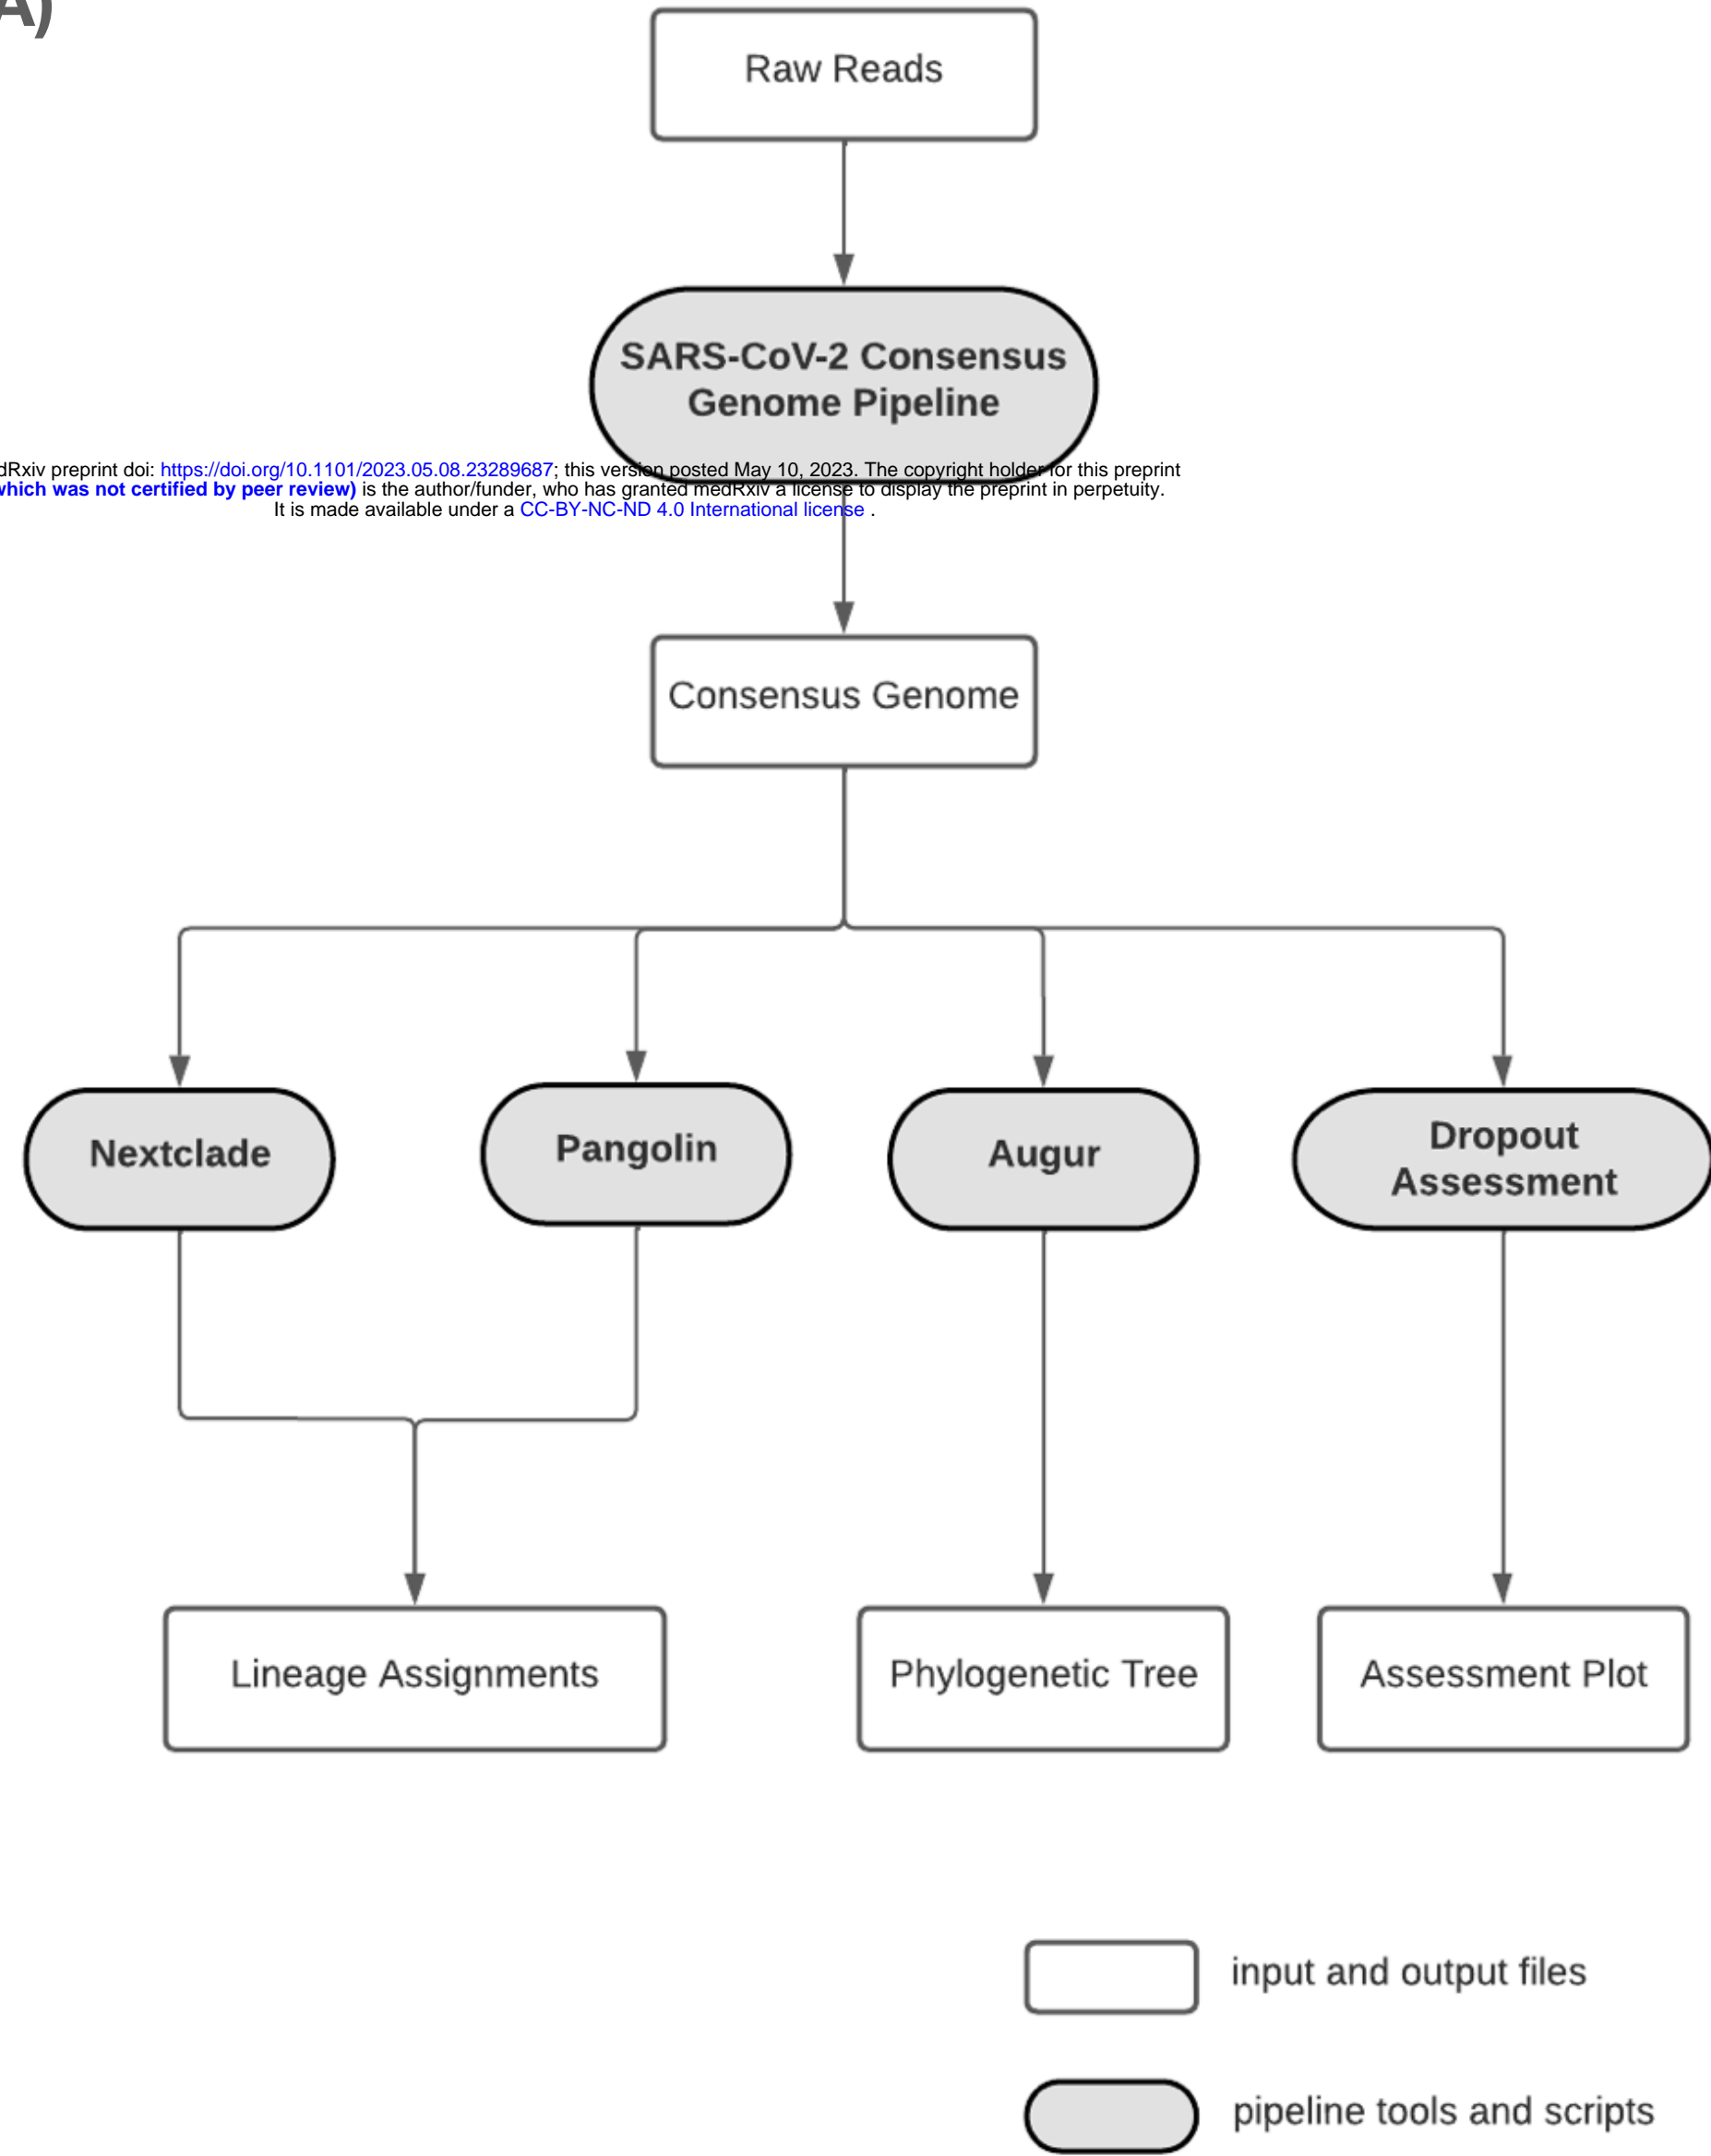 A)
Raw Reads
SARS-CoV-2 Consensus
Genome Pipeline
dRxiv preprint doi: https://doi.org/10.1101/2023.05.08.23289687; this version posted May 10, 2023. The copyright holder for this preprint
which was not certified by peer review) is the author/funder, who has granted medRxiv a license to display the preprint in perpetuity.
It is made available under a CC-BY-NC-ND 4.0 International license .
Consensus Genome
Nextclade
Pangolin
Augur
Dropout
Assessment
Lineage Assignments
Phylogenetic Tree
Assessment Plot
input and output files
pipeline tools and scripts